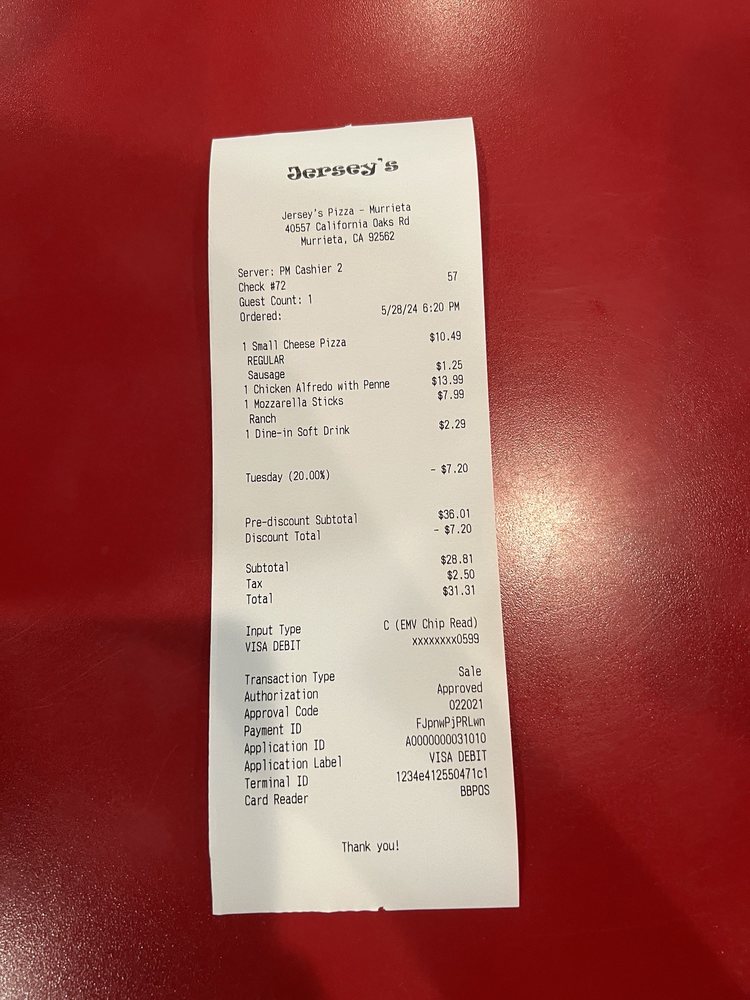 Jersey's
Jersey's Pizza - Murrieta
40557 California Oaks Rd
Murrieta, CA 92562
Server: PM Cashier 2
Check #72 57
Guest Count: 1
Ordered: 5/28/24 6:20 PM
1 Small Cheese Pizza $10.49
REGULAR
Sausage $1.25
1 Chicken Alfredo with Penne $13.99
1 Mozzarella Sticks $7.99
Ranch
1 Dine-in Soft Drink $2.29
Tuesday (20.00%) - $7.20
Pre-discount Subtotal $36.01
Discount Total - $7.20
Subtotal $28.81
Tax $2.50
Total $31.31
Input Type C (EMV Chip Read)
VISA DEBIT xxxxxxxx0599
Transaction Type Sale
Authorization Approved
Approval Code 022021
Payment ID FJpnwPjPRLwn
Application ID A0000000031010
Application Label VISA DEBIT
Terminal ID 1234e412550471c1
Card Reader BBPOS
Thank you!